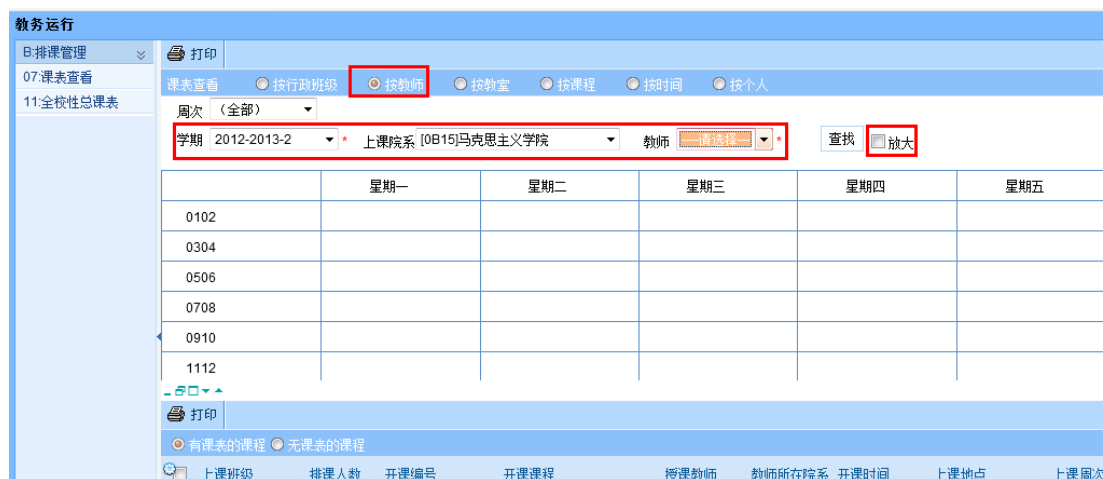 教务运行
B:排课管理
打印
07:课表查看
课表查看 按行政班级 按教师 按教室 按课程 按时间 按个人
11:全校性总课表
周次 （全部）
学期 2012-2013-2 * 上课院系 [0B15]马克思主义学院 教师 ----请选择---- * 查找 放大
星期一 星期二 星期三 星期四 星期五
0102
0304
0506
0708
0910
1112
打印
有课表的课程 无课表的课程
上课班级 排课人数 开课编号 开课课程 授课教师 教师所在院系 开课时间 上课地点 上课周次